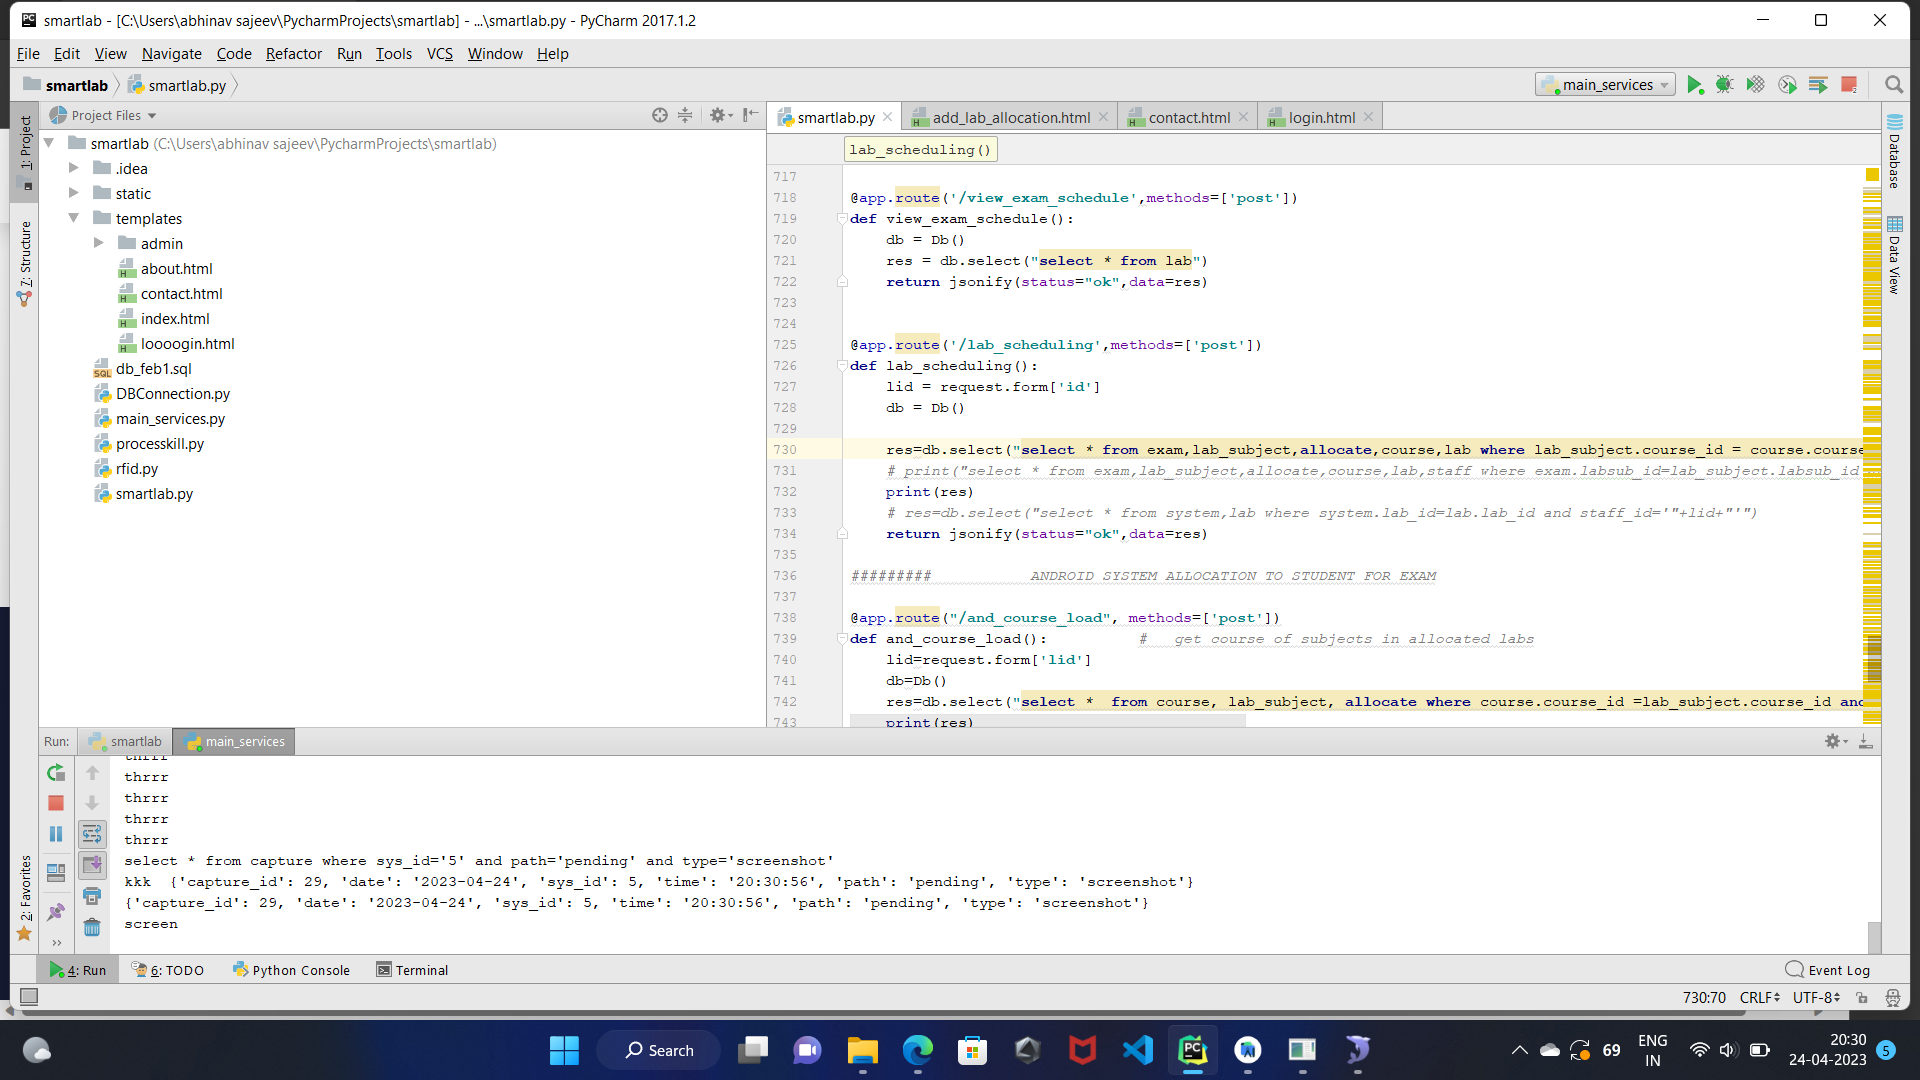 smartlab - [C:\Users\abhinav sajeev\PycharmProjects\smartlab] - ...\smartlab.py - PyCharm 2017.1.2
File Edit View Navigate Code Refactor Run Tools VCS Window Help
smartlab smartlab.py main_services
1: Project
7: Structure
2: Favorites
Project Files
smartlab (C:\Users\abhinav sajeev\PycharmProjects\smartlab)
.idea
static
templates
admin
about.html
contact.html
index.html
loooogin.html
db_feb1.sql
DBConnection.py
main_services.py
processkill.py
rfid.py
smartlab.py
smartlab.py add_lab_allocation.html contact.html login.html
lab_scheduling()
717
718 @app.route('/view_exam_schedule',methods=['post'])
719 def view_exam_schedule():
720 db = Db()
721 res = db.select("select * from lab")
722 return jsonify(status="ok",data=res)
723
724
725 @app.route('/lab_scheduling',methods=['post'])
726 def lab_scheduling():
727 lid = request.form['id']
728 db = Db()
729
730 res=db.select("select * from exam,lab_subject,allocate,course,lab where lab_subject.course_id = course.course
731 # print("select * from exam,lab_subject,allocate,course,lab,staff where exam.labsub_id=lab_subject.labsub_id
732 print(res)
733 # res=db.select("select * from system,lab where system.lab_id=lab.lab_id and staff_id='"+lid+"'")
734 return jsonify(status="ok",data=res)
735
736 ######### ANDROID SYSTEM ALLOCATION TO STUDENT FOR EXAM
737
738 @app.route("/and_course_load", methods=['post'])
739 def and_course_load(): # get course of subjects in allocated labs
740 lid=request.form['lid']
741 db=Db()
742 res=db.select("select * from course, lab_subject, allocate where course.course_id =lab_subject.course_id and
743 print(res)
Database
Data View
Run: smartlab main_services
thrrr
thrrr
thrrr
thrrr
thrrr
select * from capture where sys_id='5' and path='pending' and type='screenshot'
kkk {'capture_id': 29, 'date': '2023-04-24', 'sys_id': 5, 'time': '20:30:56', 'path': 'pending', 'type': 'screenshot'}
{'capture_id': 29, 'date': '2023-04-24', 'sys_id': 5, 'time': '20:30:56', 'path': 'pending', 'type': 'screenshot'}
screen
4: Run 6: TODO Python Console Terminal Event Log
730:70 CRLF UTF-8
Search
69
ENG
IN
20:30
24-04-2023
5